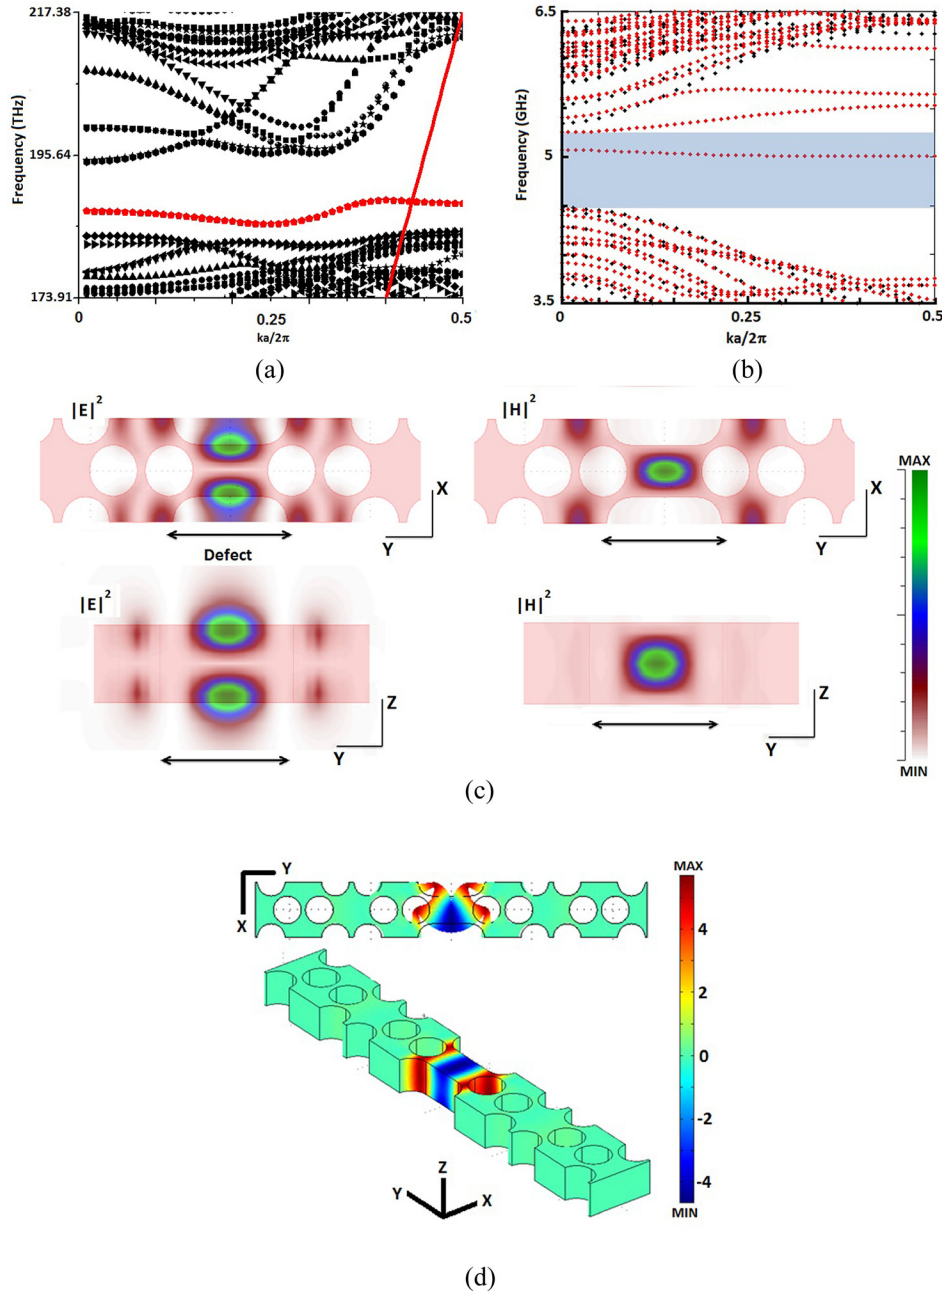 217.38
195.64
173.91
Frequency (THz)
0
0.25
0.5
ka/2π
(a)
6.5
5
3.5
Frequency (GHz)
0
0.25
0.5
ka/2π
(b)
|E|²
X
Y
Defect
|H|²
X
Y
MAX
MIN
|E|²
Z
Y
|H|²
Z
Y
(c)
Y
X
MAX
4
2
0
-2
-4
MIN
Z
Y
X
(d)